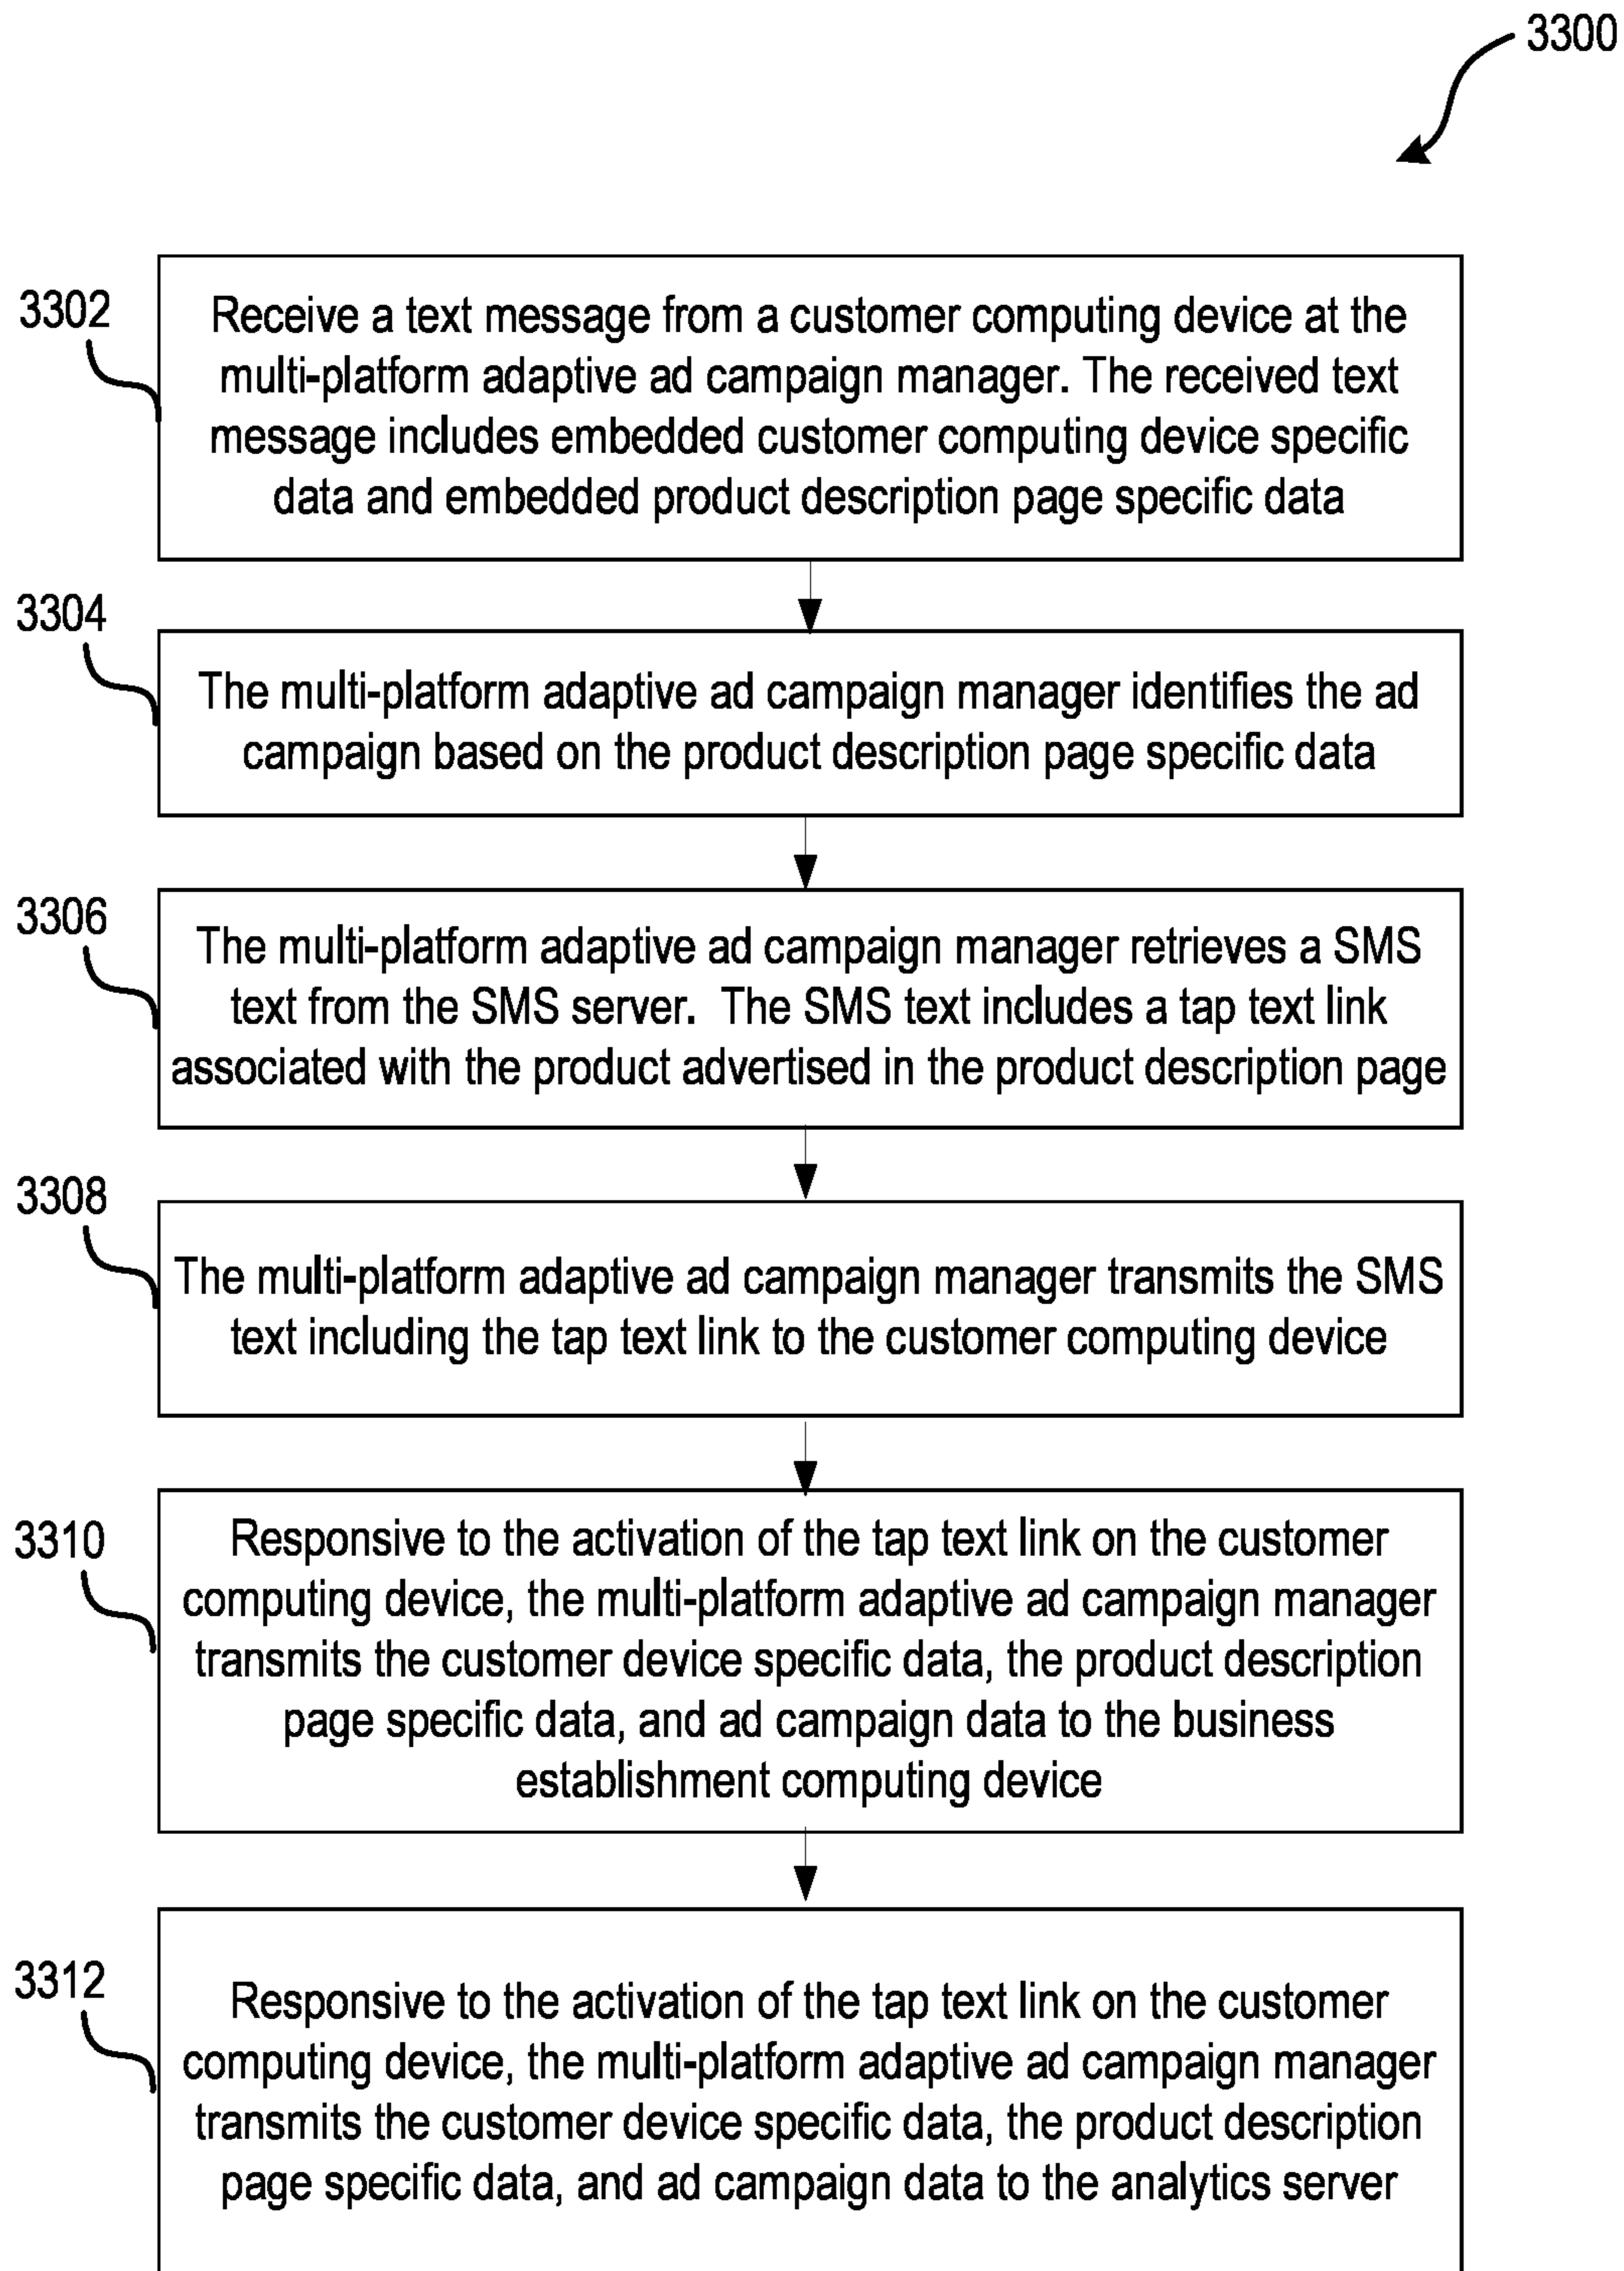 3300
3302
Receive a text message from a customer computing device at the
multi-platform adaptive ad campaign manager. The received text
message includes embedded customer computing device specific
data and embedded product description page specific data
3304
The multi-platform adaptive ad campaign manager identifies the ad
campaign based on the product description page specific data
3306
The multi-platform adaptive ad campaign manager retrieves a SMS
text from the SMS server.  The SMS text includes a tap text link
associated with the product advertised in the product description page
3308
The multi-platform adaptive ad campaign manager transmits the SMS
text including the tap text link to the customer computing device
3310
Responsive to the activation of the tap text link on the customer
computing device, the multi-platform adaptive ad campaign manager
transmits the customer device specific data, the product description
page specific data, and ad campaign data to the business
establishment computing device
3312
Responsive to the activation of the tap text link on the customer
computing device, the multi-platform adaptive ad campaign manager
transmits the customer device specific data, the product description
page specific data, and ad campaign data to the analytics server